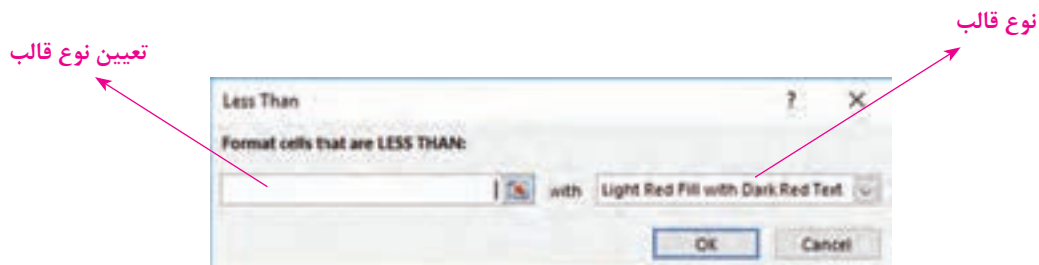 نوع قالب
تعیین نوع قالب
Less Than ? ×
Format cells that are LESS THAN:
with Light Red Fill with Dark Red Text
OK Cancel